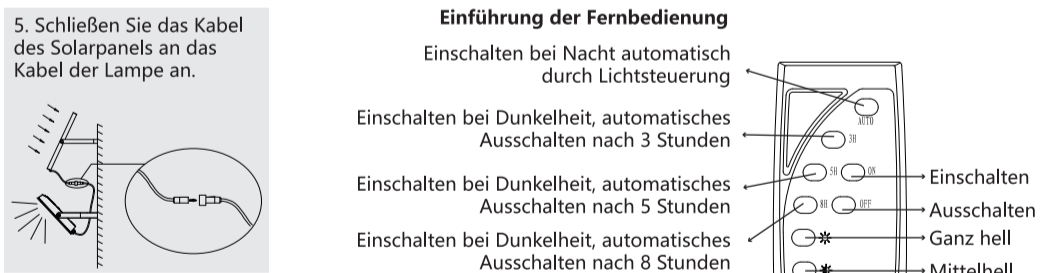 5. Schließen Sie das Kabel
des Solarpanels an das
Kabel der Lampe an.
Einführung der Fernbedienung
Einschalten bei Nacht automatisch
durch Lichtsteuerung
Einschalten bei Dunkelheit, automatisches
Ausschalten nach 3 Stunden
Einschalten bei Dunkelheit, automatisches
Ausschalten nach 5 Stunden
Einschalten bei Dunkelheit, automatisches
Ausschalten nach 8 Stunden
AUTO
3H
5H ON
8H OFF
Einschalten
Ausschalten
Ganz hell
Mittelhell